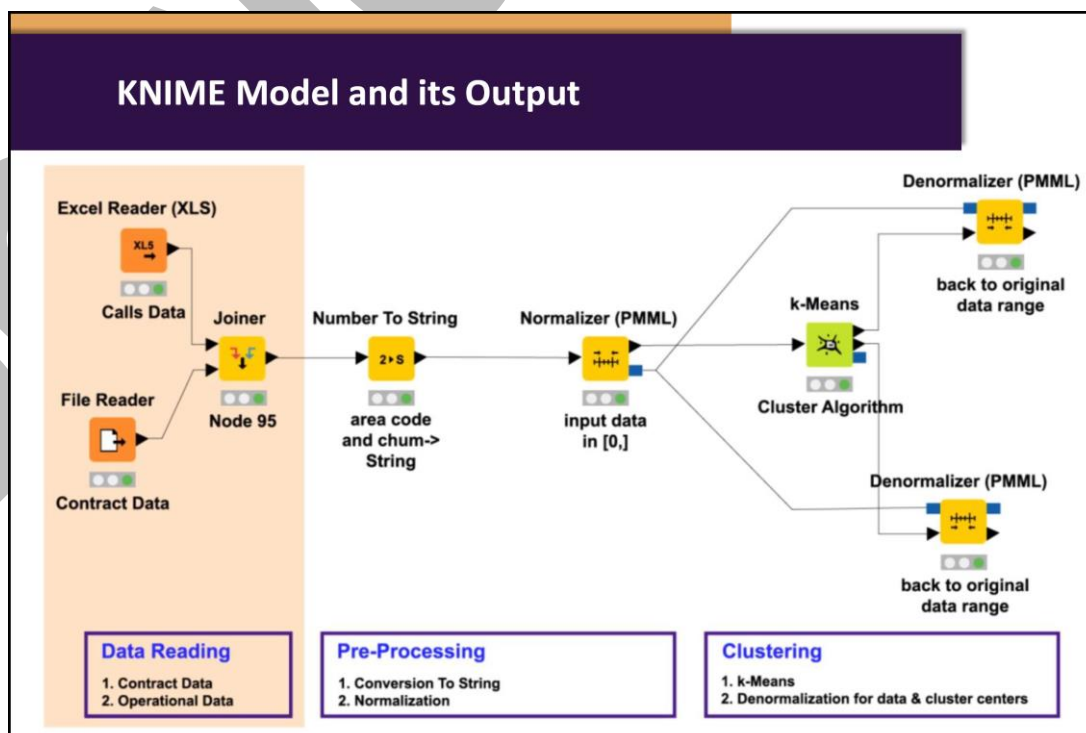 KNIME Model and its Output
Denormalizer (PMML)
Excel Reader (XLS)
XL5
back to original
data range
k-Means
Calls Data
Joiner
Number To String
Normalizer (PMML)
2▸S
File Reader
Cluster Algorithm
Node 95
area code
and chum->
String
input data
in [0,]
Denormalizer (PMML)
Contract Data
back to original
data range
Data Reading
1. Contract Data
2. Operational Data
Pre-Processing
1. Conversion To String
2. Normalization
Clustering
1. k-Means
2. Denormalization for data & cluster centers